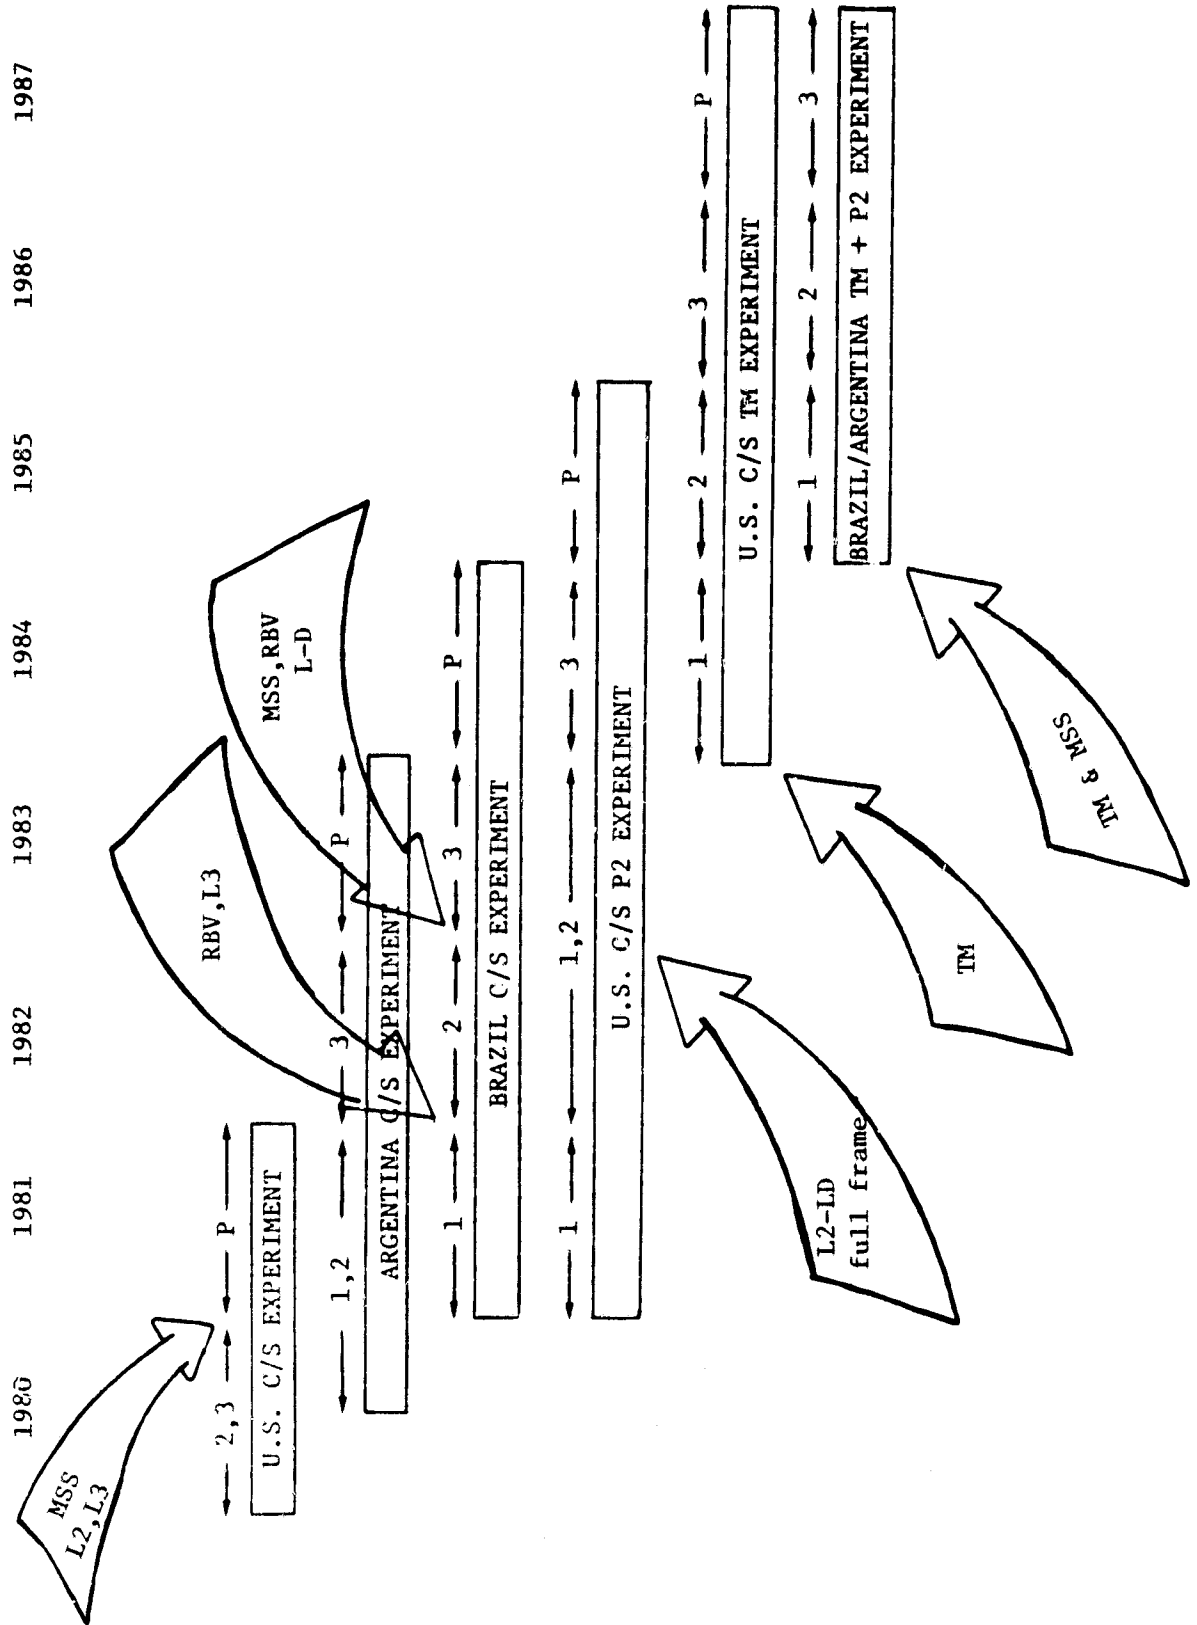 1980 1981 1982 1983 1984 1985 1986 1987
MSS
L2,L3
RBV,L3
MSS,RBV
L-D
2,3 P
U.S. C/S EXPERIMENT
1,2 3 P
ARGENTINA C/S EXPERIMENT
1 2 3 P
BRAZIL C/S EXPERIMENT
1 1,2 3 P
U.S. C/S P2 EXPERIMENT
1 2 3 P
U.S. C/S TM EXPERIMENT
1 2 3
BRAZIL/ARGENTINA TM + P2 EXPERIMENT
L2-LD
full frame
TM
TM & MSS